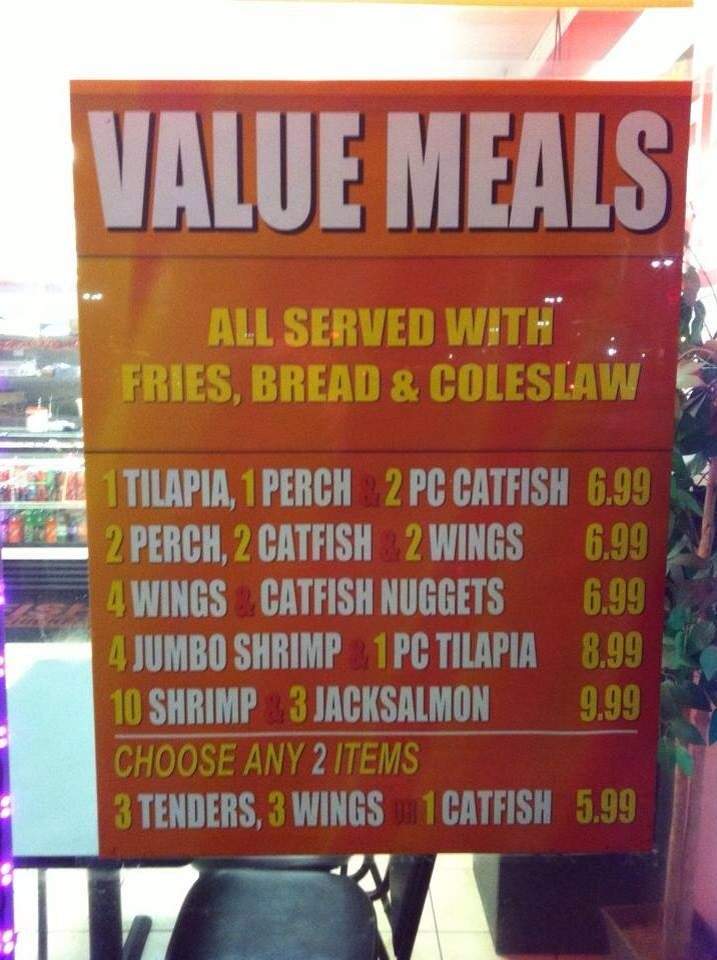 VALUE MEALS
ALL SERVED WITH
FRIES, BREAD & COLESLAW
1 TILAPIA, 1 PERCH & 2 PC CATFISH 6.99
2 PERCH, 2 CATFISH & 2 WINGS 6.99
4 WINGS & CATFISH NUGGETS 6.99
4 JUMBO SHRIMP & 1 PC TILAPIA 8.99
10 SHRIMP & 3 JACKSALMON 9.99
CHOOSE ANY 2 ITEMS
3 TENDERS, 3 WINGS OR 1 CATFISH 5.99